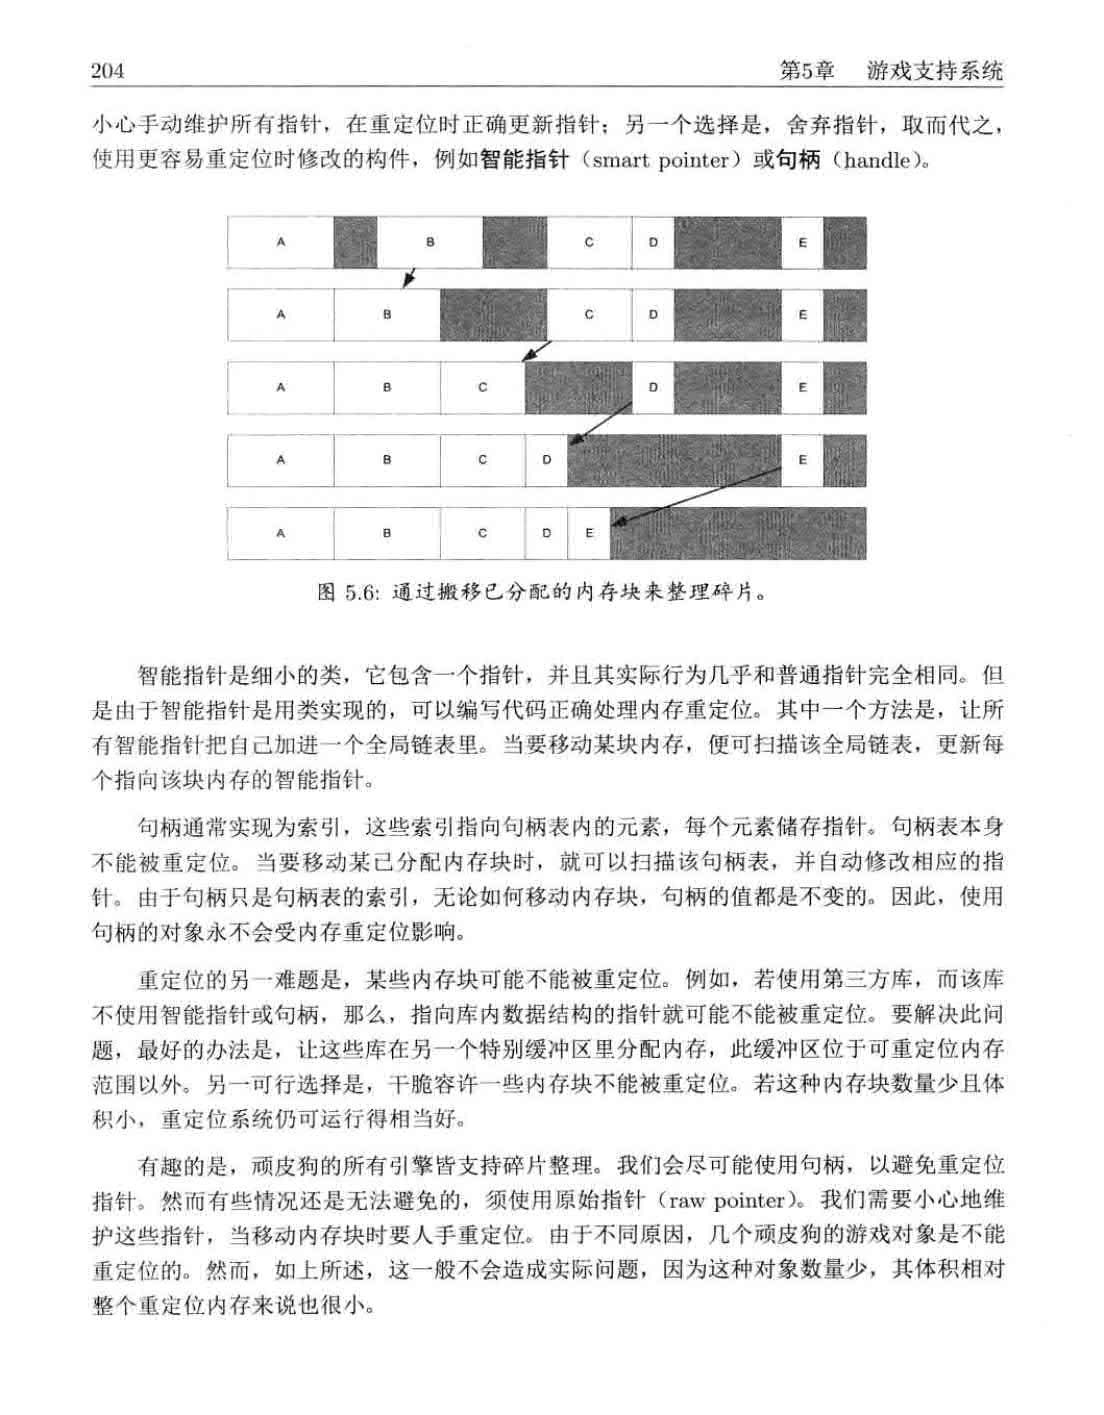 204
第5章 游戏支持系统
小心手动维护所有指针，在重定位时正确更新指针；另一个选择是，舍弃指针，取而代之，
使用更容易重定位时修改的构件，例如智能指针（smart pointer）或句柄（handle）。
A B C D E
A B C D E
A B C D E
A B C D E
A B C D E
图 5.6: 通过搬移已分配的内存块来整理碎片。
智能指针是细小的类，它包含一个指针，并且其实际行为几乎和普通指针完全相同。但
是由于智能指针是用类实现的，可以编写代码正确处理内存重定位。其中一个方法是，让所
有智能指针把自己加进一个全局链表里。当要移动某块内存，便可扫描该全局链表，更新每
个指向该块内存的智能指针。
句柄通常实现为索引，这些索引指向句柄表内的元素，每个元素储存指针。句柄表本身
不能被重定位。当要移动某已分配内存块时，就可以扫描该句柄表，并自动修改相应的指
针。由于句柄只是句柄表的索引，无论如何移动内存块，句柄的值都是不变的。因此，使用
句柄的对象永不会受内存重定位影响。
重定位的另一难题是，某些内存块可能不能被重定位。例如，若使用第三方库，而该库
不使用智能指针或句柄，那么，指向库内数据结构的指针就可能不能被重定位。要解决此问
题，最好的办法是，让这些库在另一个特别缓冲区里分配内存，此缓冲区位于可重定位内存
范围以外。另一可行选择是，干脆容许一些内存块不能被重定位。若这种内存块数量少且体
积小，重定位系统仍可运行得相当好。
有趣的是，顽皮狗的所有引擎皆支持碎片整理。我们会尽可能使用句柄，以避免重定位
指针。然而有些情况还是无法避免的，须使用原始指针（raw pointer）。我们需要小心地维
护这些指针，当移动内存块时要人手重定位。由于不同原因，几个顽皮狗的游戏对象是不能
重定位的。然而，如上所述，这一般不会造成实际问题，因为这种对象数量少，其体积相对
整个重定位内存来说也很小。